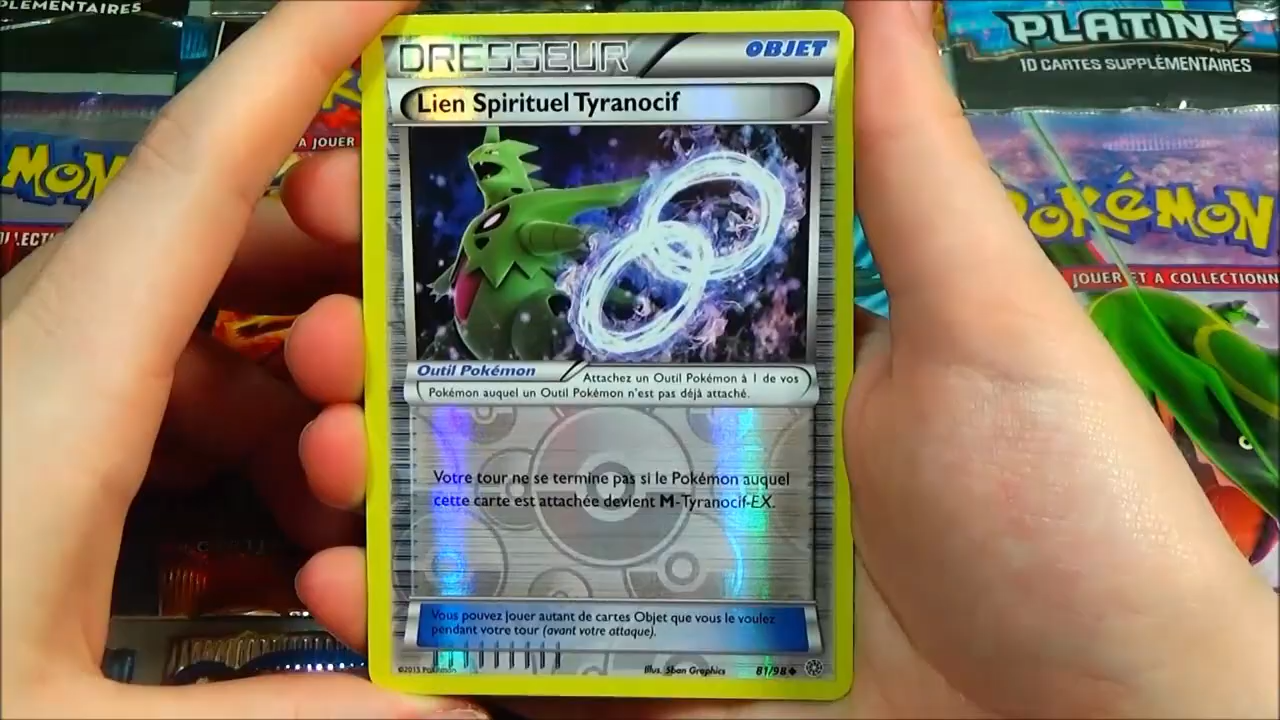 PLÉMENTAIRES
PLATINE
10 CARTES SUPPLÉMENTAIRES
A JOUER
MON
POKÉMON
JOUER ET A COLLECTIONN
DRESSEUR
OBJET
Lien Spirituel Tyranocif
Outil Pokémon
Attachez un Outil Pokémon à 1 de vos
Pokémon auquel un Outil Pokémon n'est pas déjà attaché.
Votre tour ne se termine pas si le Pokémon auquel
cette carte est attachée devient M-Tyranocif-EX.
Vous pouvez jouer autant de cartes Objet que vous le voulez
pendant votre tour (avant votre attaque).
©2015 Pokémon
Illus. 5ban Graphics
81/98